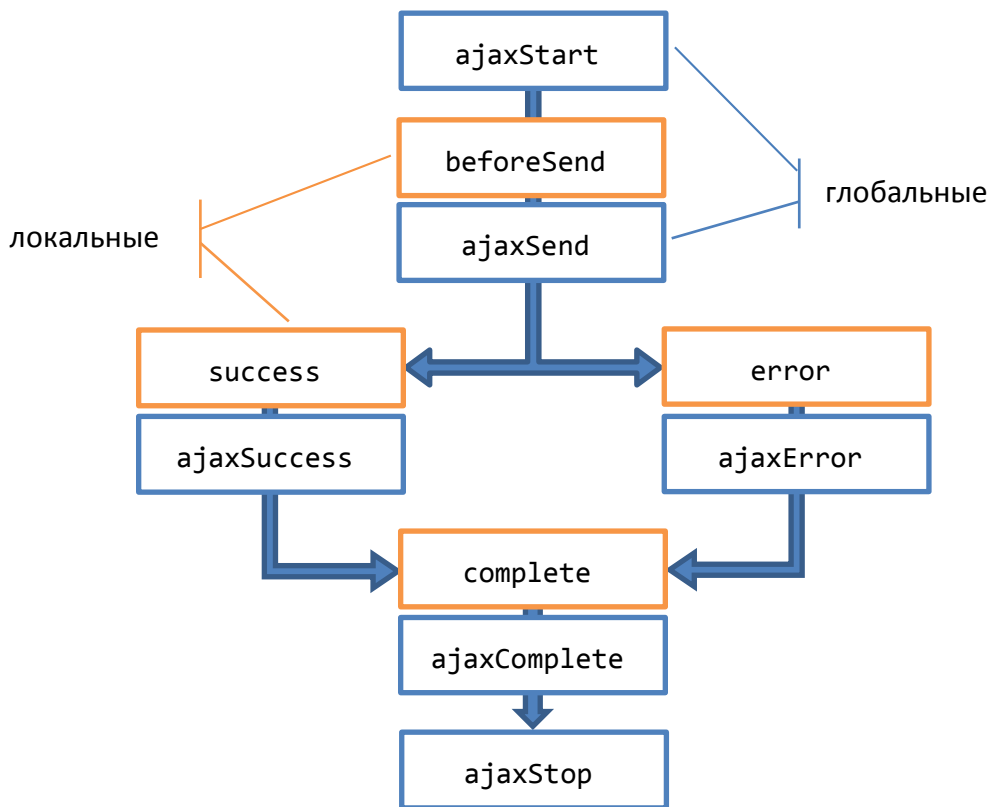 ajaxStart
beforeSend
глобальные
локальные
ajaxSend
success
error
ajaxSuccess
ajaxError
complete
ajaxComplete
ajaxStop